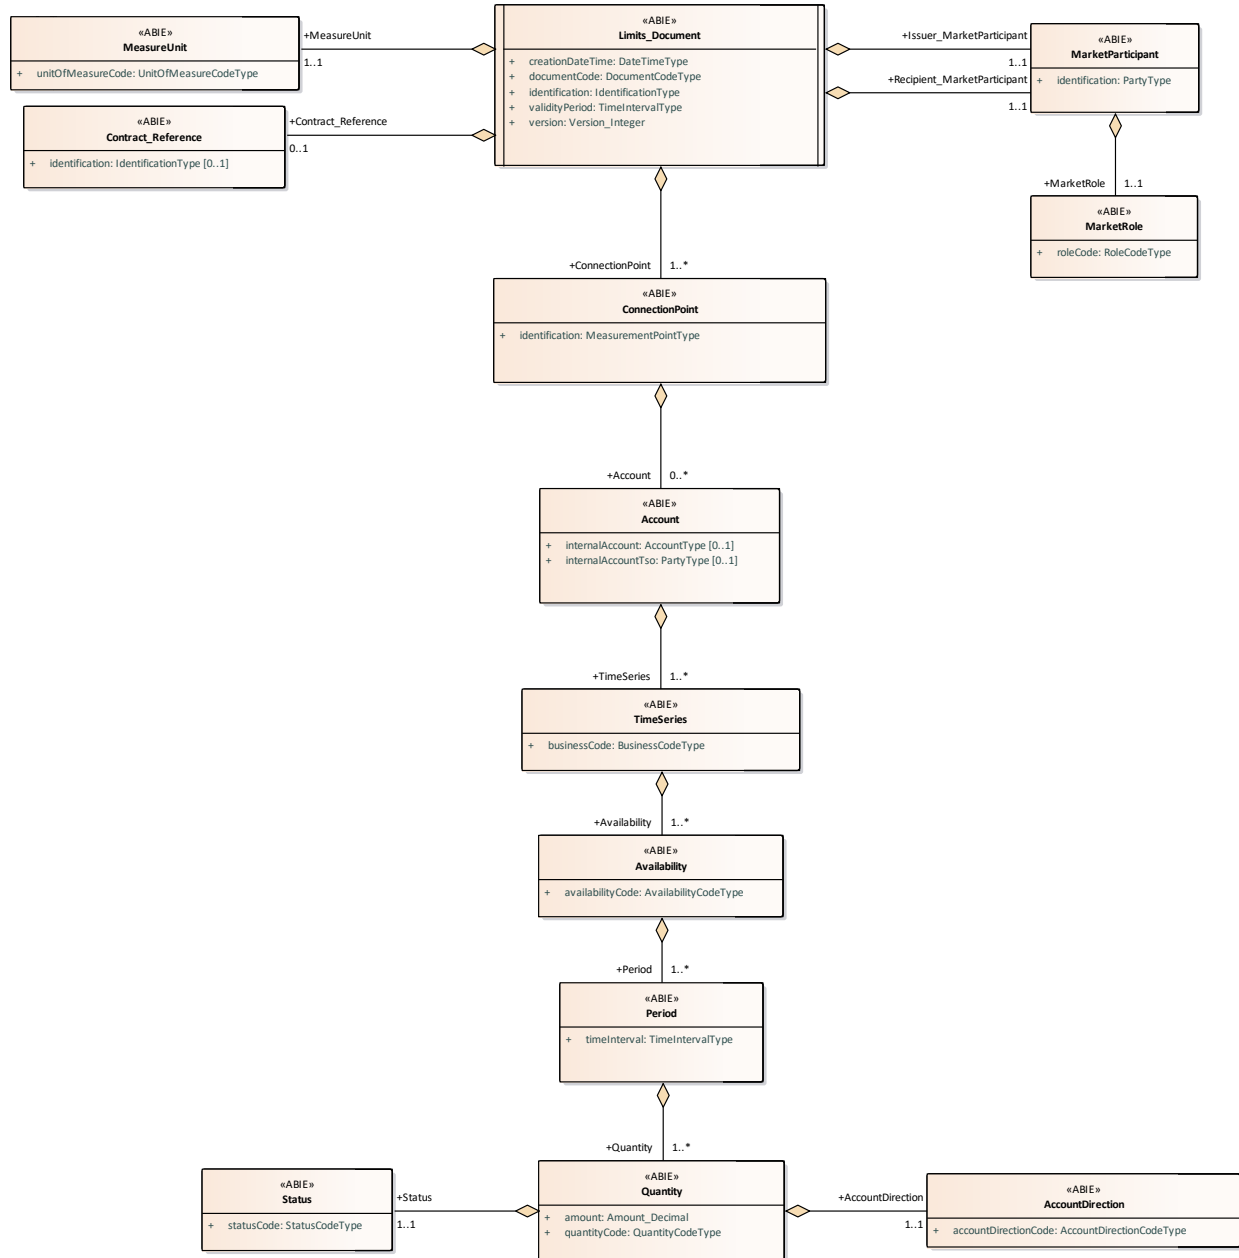 «ABIE»
MeasureUnit
+ unitOfMeasureCode: UnitOfMeasureCodeType
+MeasureUnit
1..1
«ABIE»
Limits_Document
+ creationDateTime: DateTimeType
+ documentCode: DocumentCodeType
+ identification: IdentificationType
+ validityPeriod: TimeIntervalType
+ version: Version_Integer
+Issuer_MarketParticipant
1..1
+Recipient_MarketParticipant
1..1
«ABIE»
MarketParticipant
+ identification: PartyType
«ABIE»
Contract_Reference
+ identification: IdentificationType [0..1]
+Contract_Reference
0..1
+MarketRole 1..1
«ABIE»
MarketRole
+ roleCode: RoleCodeType
+ConnectionPoint 1..*
«ABIE»
ConnectionPoint
+ identification: MeasurementPointType
+Account 0..*
«ABIE»
Account
+ internalAccount: AccountType [0..1]
+ internalAccountTso: PartyType [0..1]
+TimeSeries 1..*
«ABIE»
TimeSeries
+ businessCode: BusinessCodeType
+Availability 1..*
«ABIE»
Availability
+ availabilityCode: AvailabilityCodeType
+Period 1..*
«ABIE»
Period
+ timeInterval: TimeIntervalType
+Quantity 1..*
«ABIE»
Status
+ statusCode: StatusCodeType
+Status
1..1
«ABIE»
Quantity
+ amount: Amount_Decimal
+ quantityCode: QuantityCodeType
+AccountDirection
1..1
«ABIE»
AccountDirection
+ accountDirectionCode: AccountDirectionCodeType